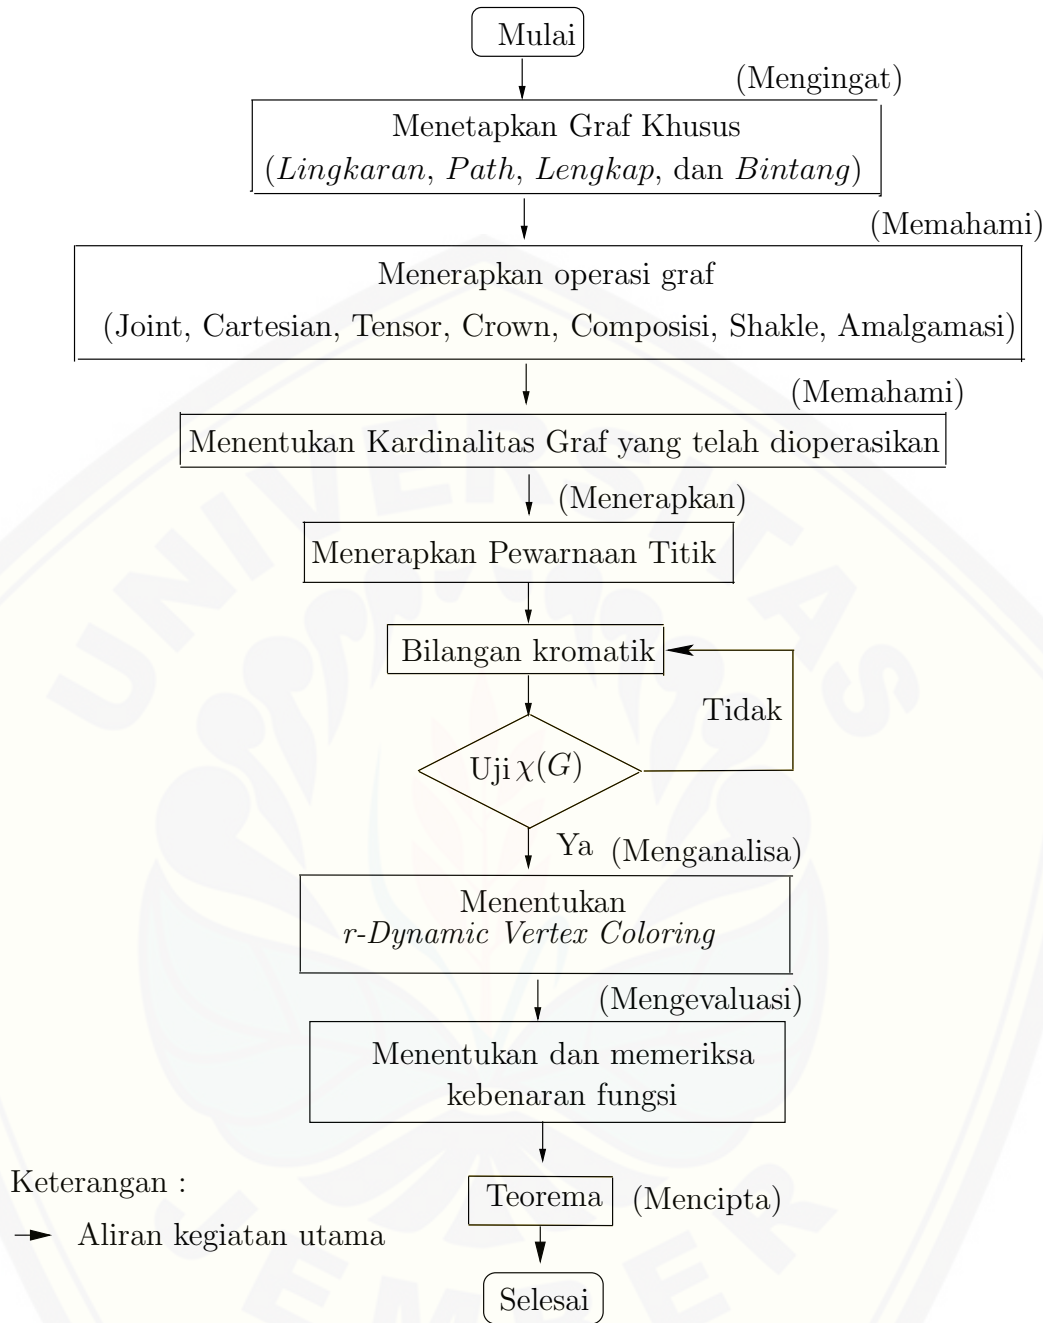 Mulai
(Mengingat)
Menetapkan Graf Khusus
(Lingkaran, Path, Lengkap, dan Bintang)
(Memahami)
Menerapkan operasi graf
(Joint, Cartesian, Tensor, Crown, Composisi, Shakle, Amalgamasi)
(Memahami)
Menentukan Kardinalitas Graf yang telah dioperasikan
(Menerapkan)
Menerapkan Pewarnaan Titik
Bilangan kromatik
Tidak
Uji χ(G)
Ya (Menganalisa)
Menentukan
r-Dynamic Vertex Coloring
(Mengevaluasi)
Menentukan dan memeriksa
kebenaran fungsi
Keterangan :
Teorema (Mencipta)
Aliran kegiatan utama
Selesai
UNIVERSITAS
JEMBER